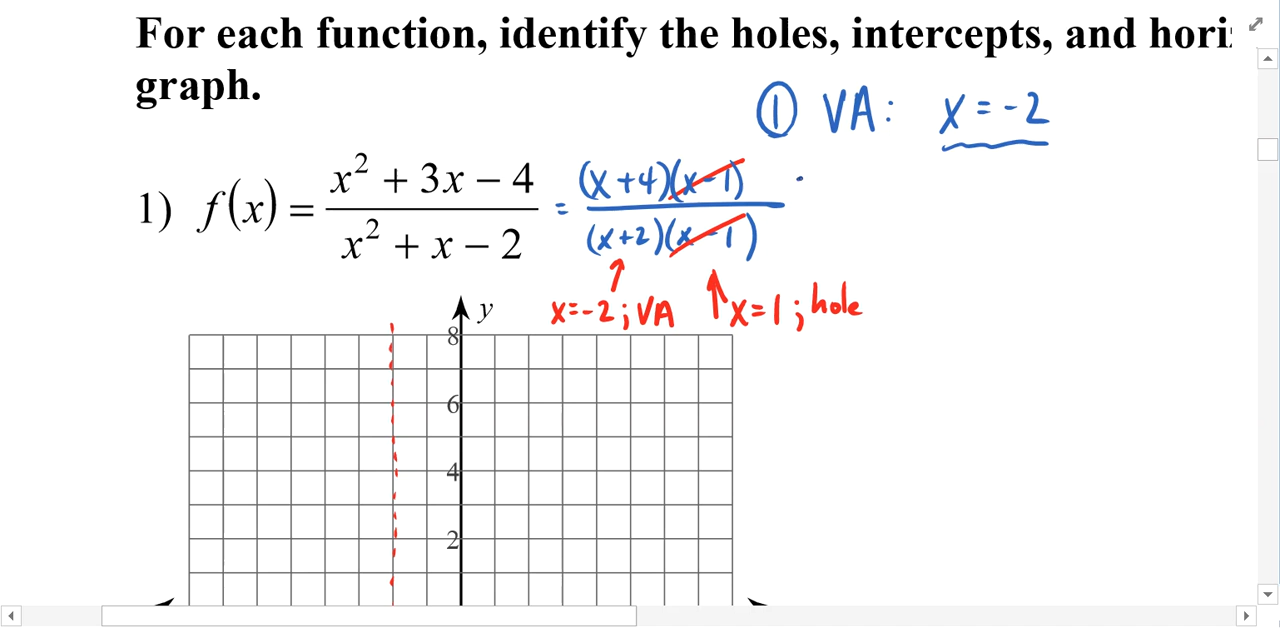 For each function, identify the holes, intercepts, and hori
graph.
① VA: x = -2
1) f(x) = x² + 3x − 4 / x² + x − 2 = (x+4)(x-1) / (x+2)(x-1)
x=-2; VA x=1; hole
y
8
6
4
2